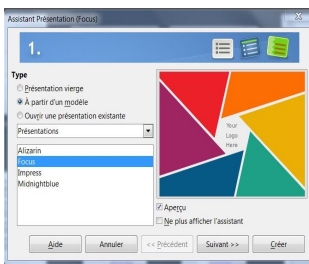 Assistant Présentation (Focus)
1.
Type
Présentation vierge
À partir d'un modèle
Ouvrir une présentation existante
Présentations
Alizarin
Focus
Impress
Midnightblue
Your
Logo
Here
Aperçu
Ne plus afficher l'assistant
Aide
Annuler
<< Précédent
Suivant >>
Créer